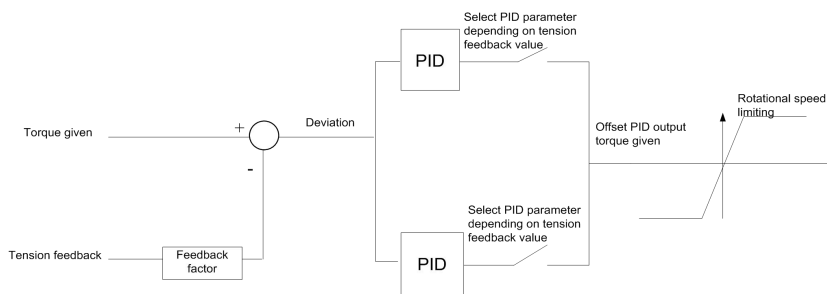 Select PID parameter
depending on tension
feedback value
PID
Rotational speed
limiting
Torque given
+
Deviation
Offset PID output
torque given
-
Select PID parameter
depending on tension
feedback value
Tension feedback
Feedback
factor
PID